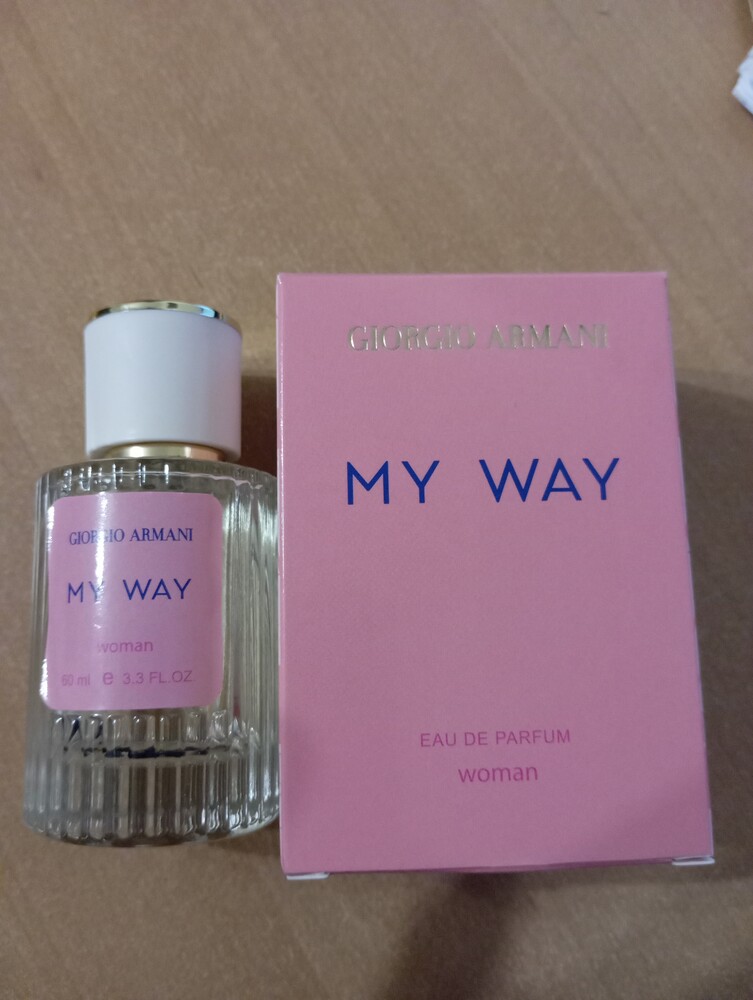 GIORGIO ARMANI
MY WAY
woman
60 ml e 3.3 FL.OZ
GIORGIO ARMANI
MY WAY
EAU DE PARFUM
woman